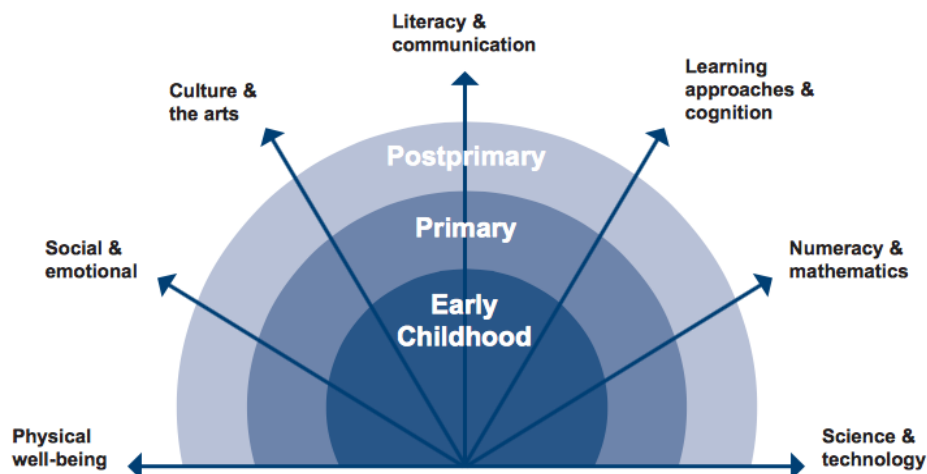 Literacy &
communication
Culture &
the arts
Learning
approaches &
cognition
Postprimary
Primary
Social &
emotional
Numeracy &
mathematics
Early
Childhood
Physical
well-being
Science &
technology